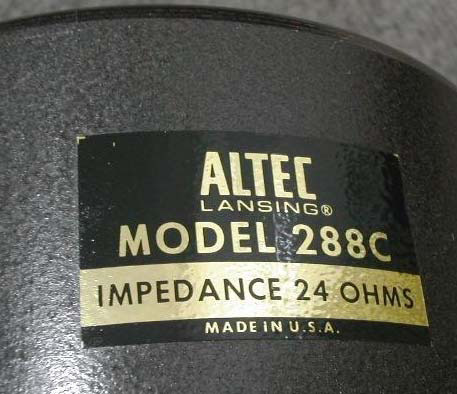 ALTEC
LANSING®
MODEL 288C
IMPEDANCE 24 OHMS
MADE IN U.S.A.